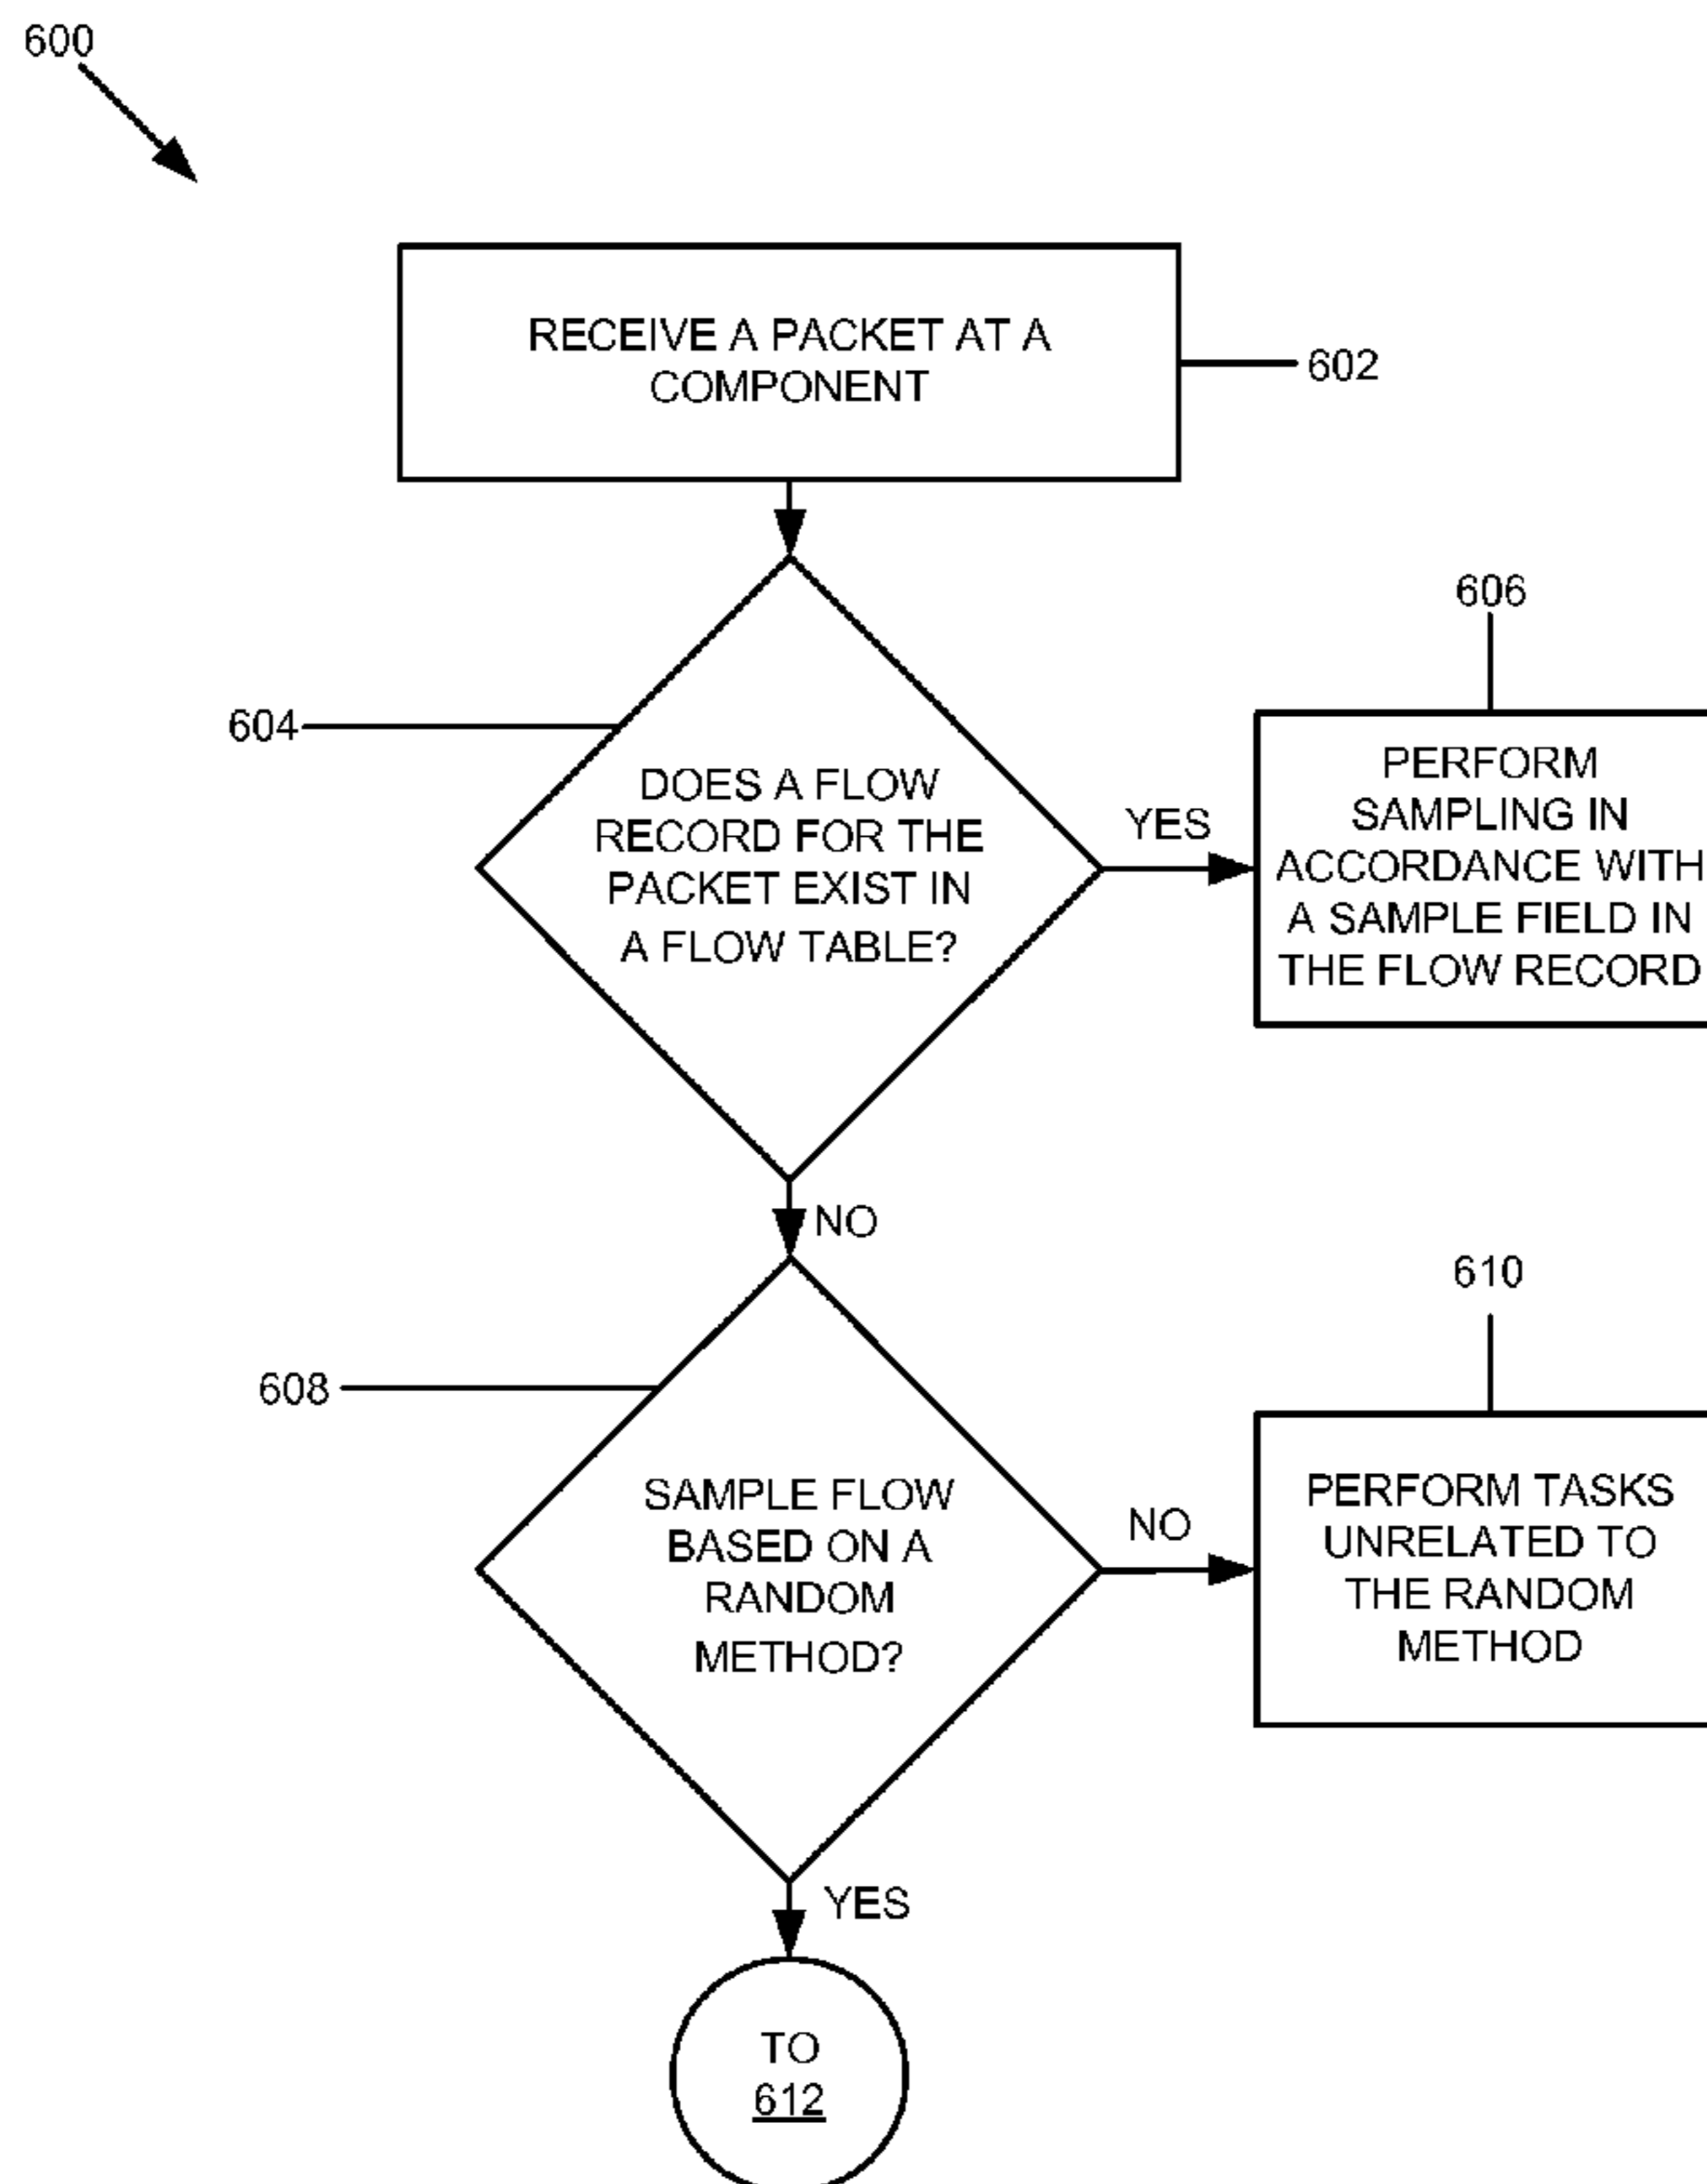 600
RECEIVE A PACKET AT A
COMPONENT
602
604
DOES A FLOW
RECORD FOR THE
PACKET EXIST IN
A FLOW TABLE?
YES
606
PERFORM
SAMPLING IN
ACCORDANCE WITH
A SAMPLE FIELD IN
THE FLOW RECORD
NO
608
SAMPLE FLOW
BASED ON A
RANDOM
METHOD?
NO
610
PERFORM TASKS
UNRELATED TO
THE RANDOM
METHOD
YES
TO
612